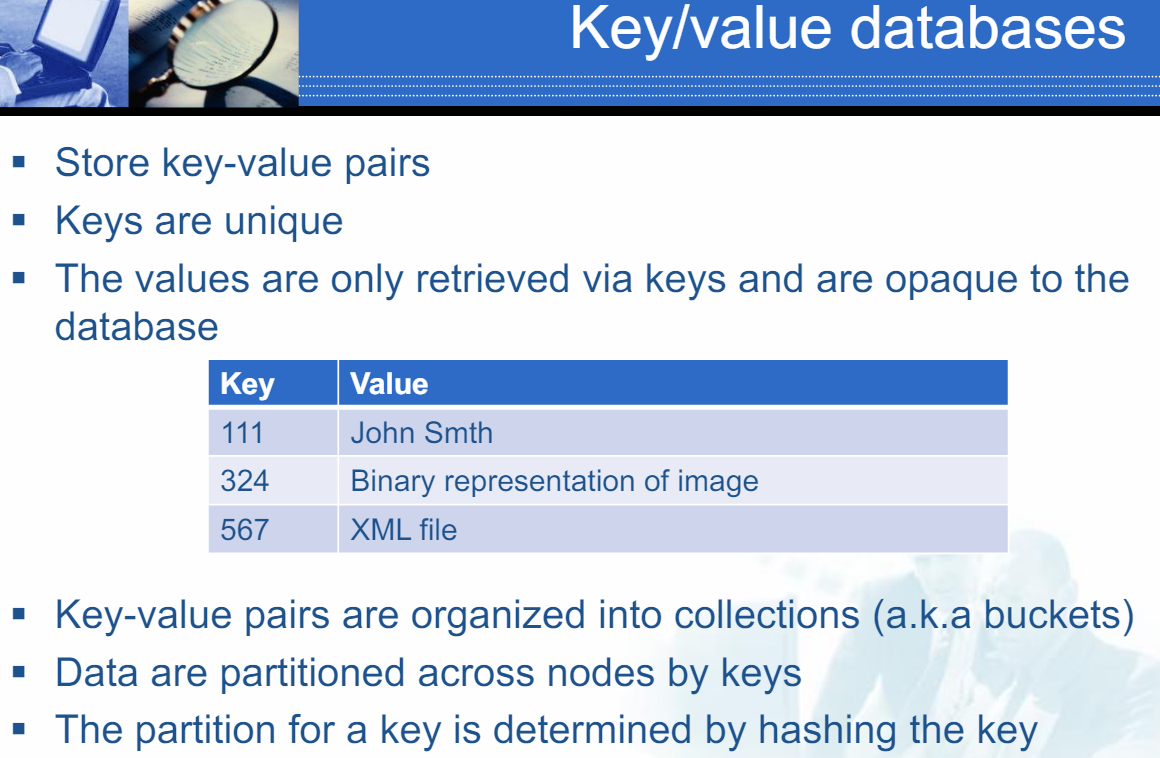 Key/value databases
▪ Store key-value pairs
▪ Keys are unique
▪ The values are only retrieved via keys and are opaque to the
database
Key Value
111 John Smth
324 Binary representation of image
567 XML file
▪ Key-value pairs are organized into collections (a.k.a buckets)
▪ Data are partitioned across nodes by keys
▪ The partition for a key is determined by hashing the key